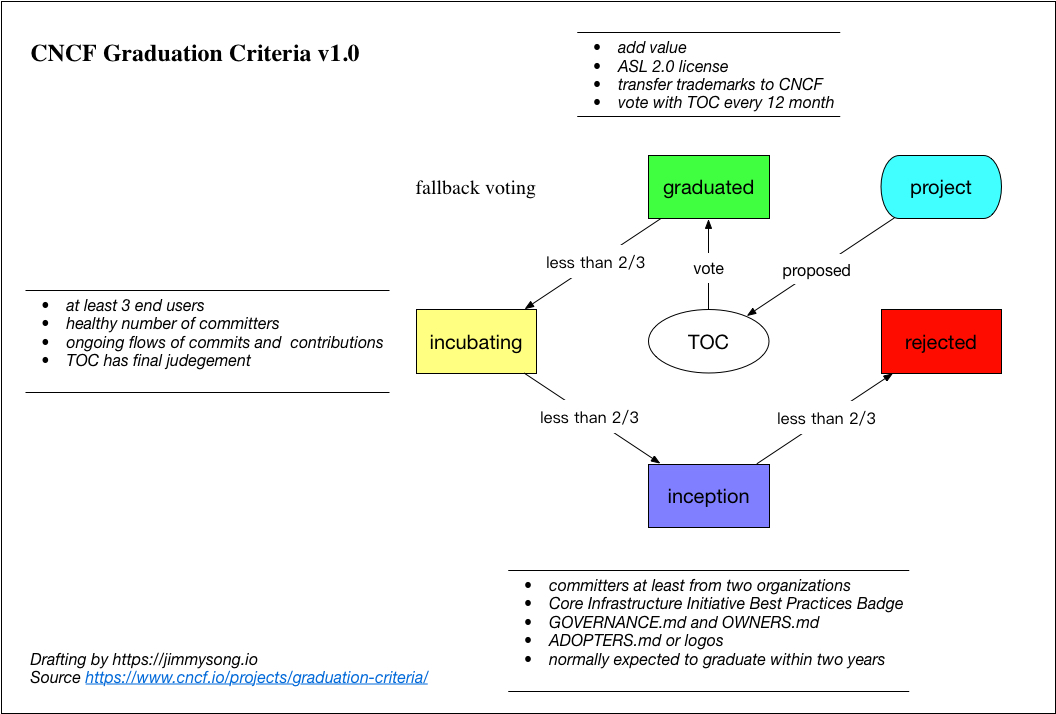 CNCF Graduation Criteria v1.0
• add value
• ASL 2.0 license
• transfer trademarks to CNCF
• vote with TOC every 12 month
fallback voting
graduated
project
less than 2/3
vote
proposed
• at least 3 end users
• healthy number of committers
• ongoing flows of commits and  contributions
• TOC has final judegement
incubating
TOC
rejected
less than 2/3
less than 2/3
inception
• committers at least from two organizations
• Core Infrastructure Initiative Best Practices Badge
• GOVERNANCE.md and OWNERS.md
• ADOPTERS.md or logos
• normally expected to graduate within two years
Drafting by https://jimmysong.io
Source https://www.cncf.io/projects/graduation-criteria/